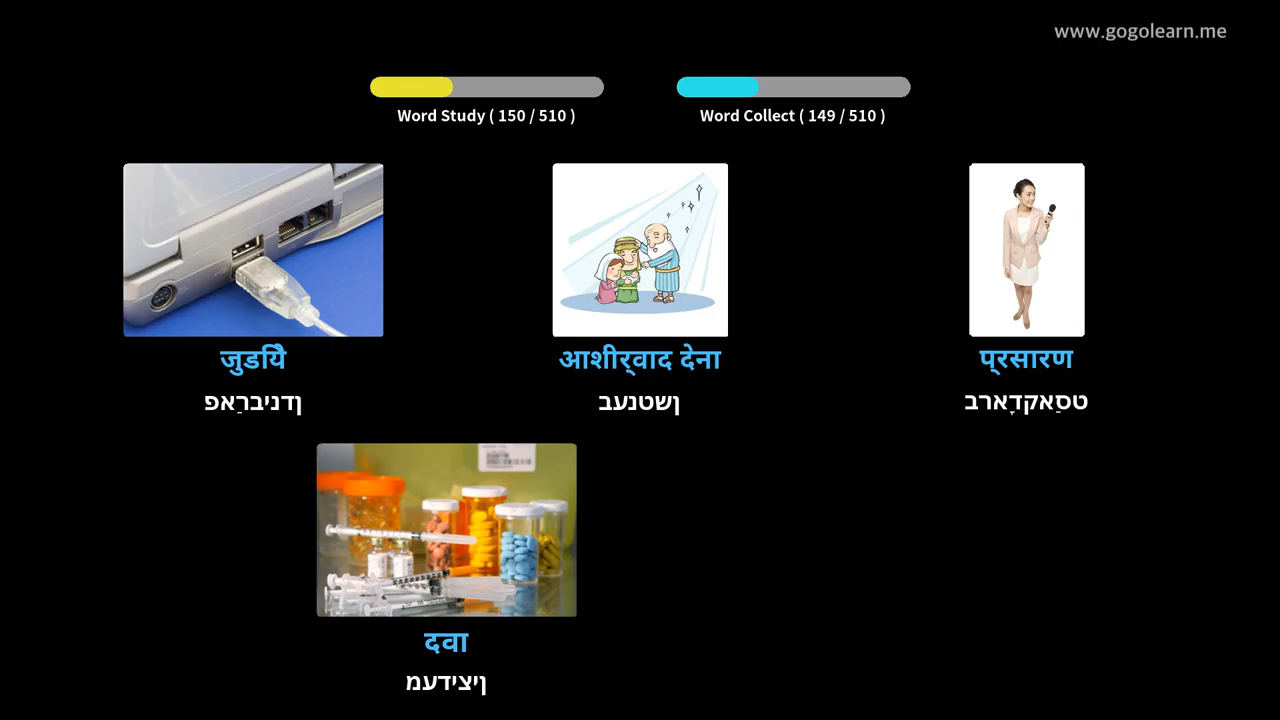 www.gogolearn.me
Word Study ( 150 / 510 )
Word Collect ( 149 / 510 )
जुडियेि
आशीर्वाद देना
प्रसारण
פאַרבינדן
בענטשן
בראָדקאַסט
दवा
מעדיצין